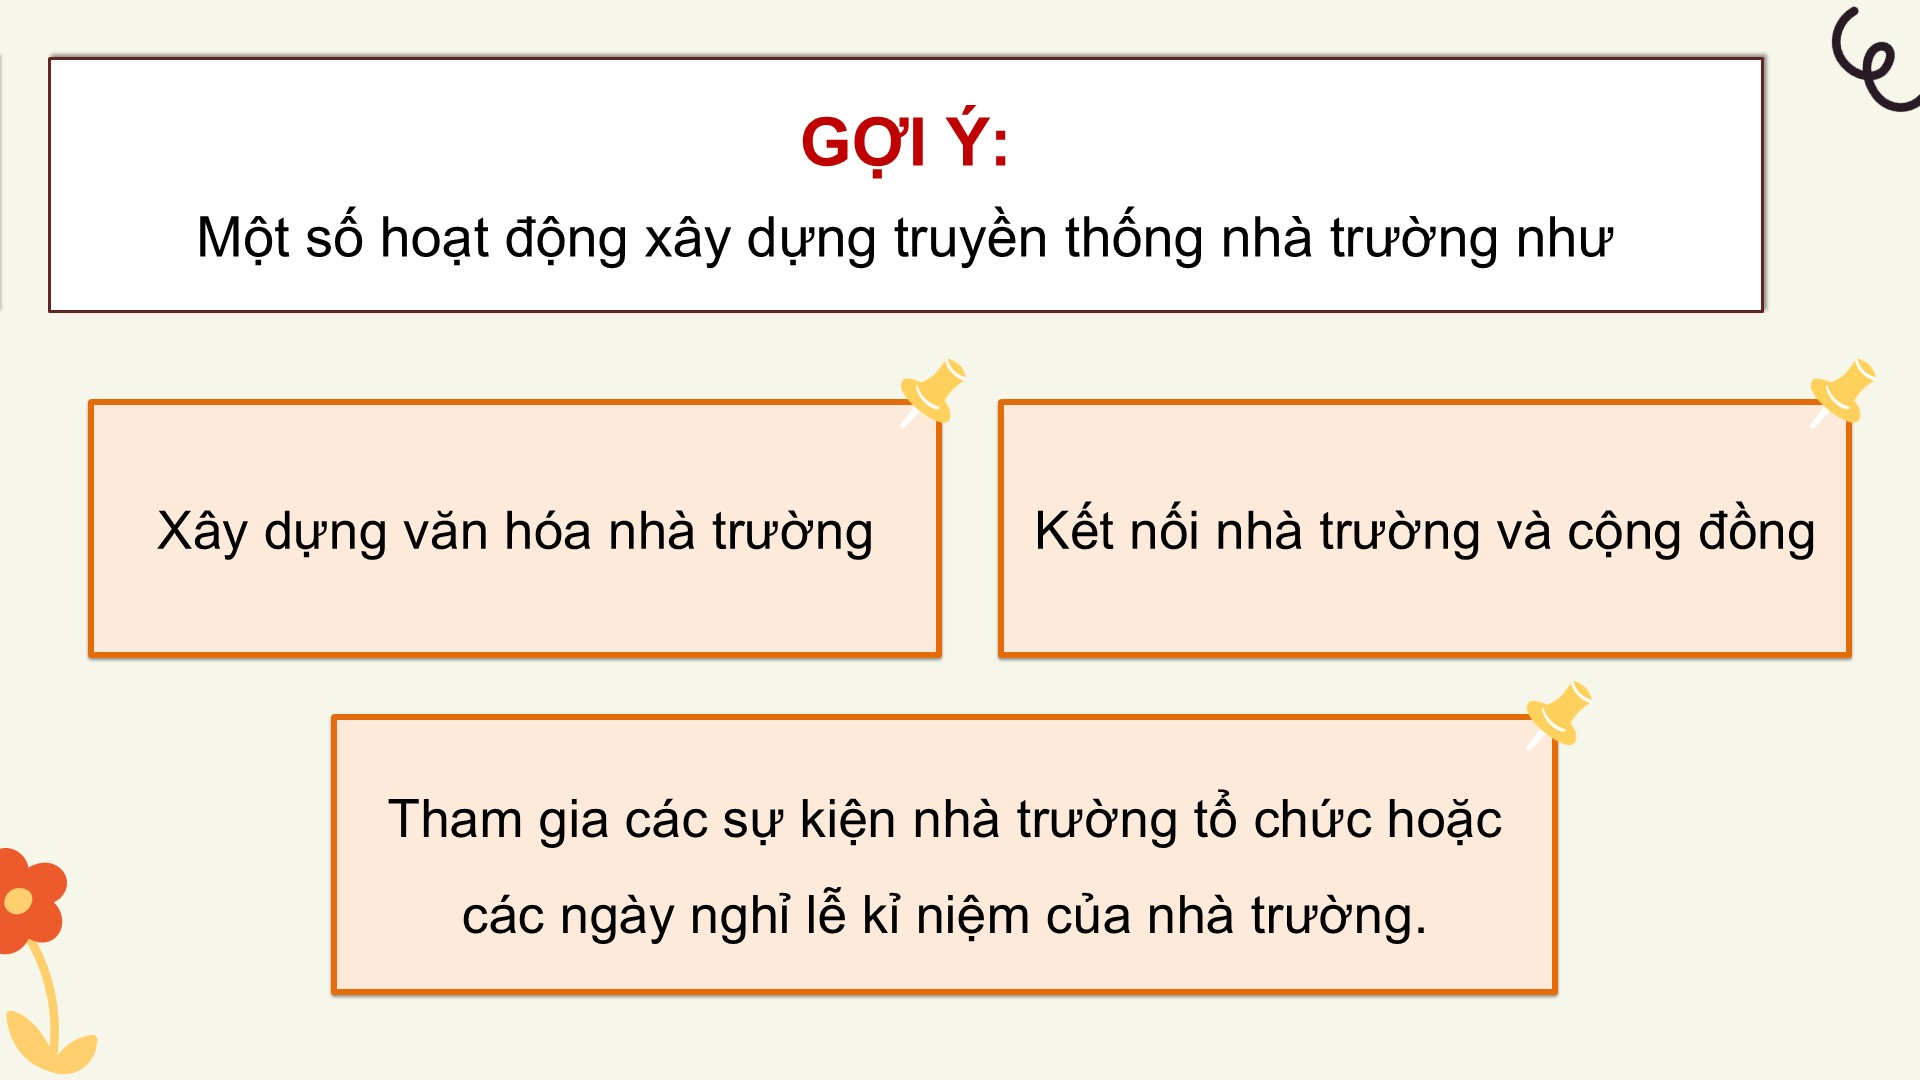 GỢI Ý:
Một số hoạt động xây dựng truyền thống nhà trường như
Xây dựng văn hóa nhà trường
Kết nối nhà trường và cộng đồng
Tham gia các sự kiện nhà trường tổ chức hoặc
các ngày nghỉ lễ kỉ niệm của nhà trường.